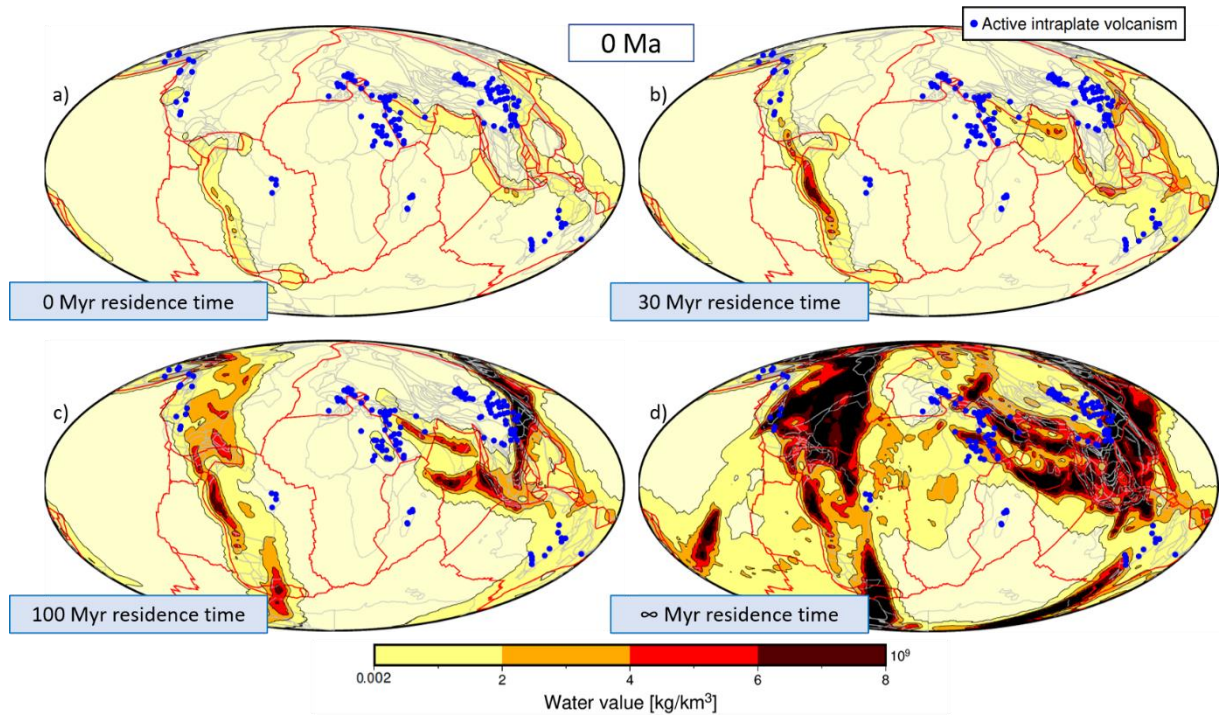 0 Ma
Active intraplate volcanism
a)
b)
0 Myr residence time
30 Myr residence time
c)
d)
100 Myr residence time
∞ Myr residence time
10⁹
0.002 2 4 6 8
Water value [kg/km³]